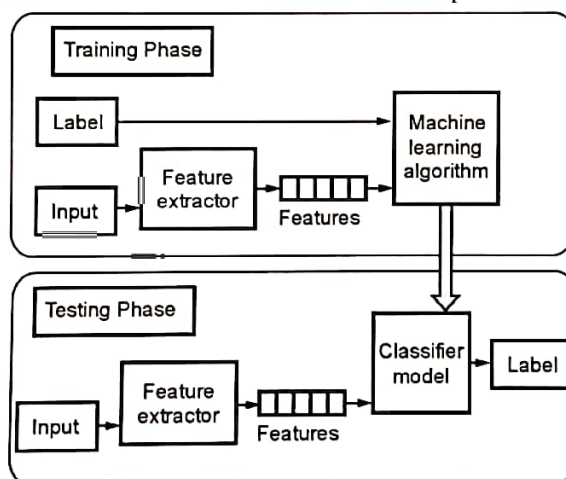 Training Phase
Label
Machine
learning
algorithm
Feature
extractor
Input
Features
Testing Phase
Classifier
model
Label
Feature
extractor
Input
Features